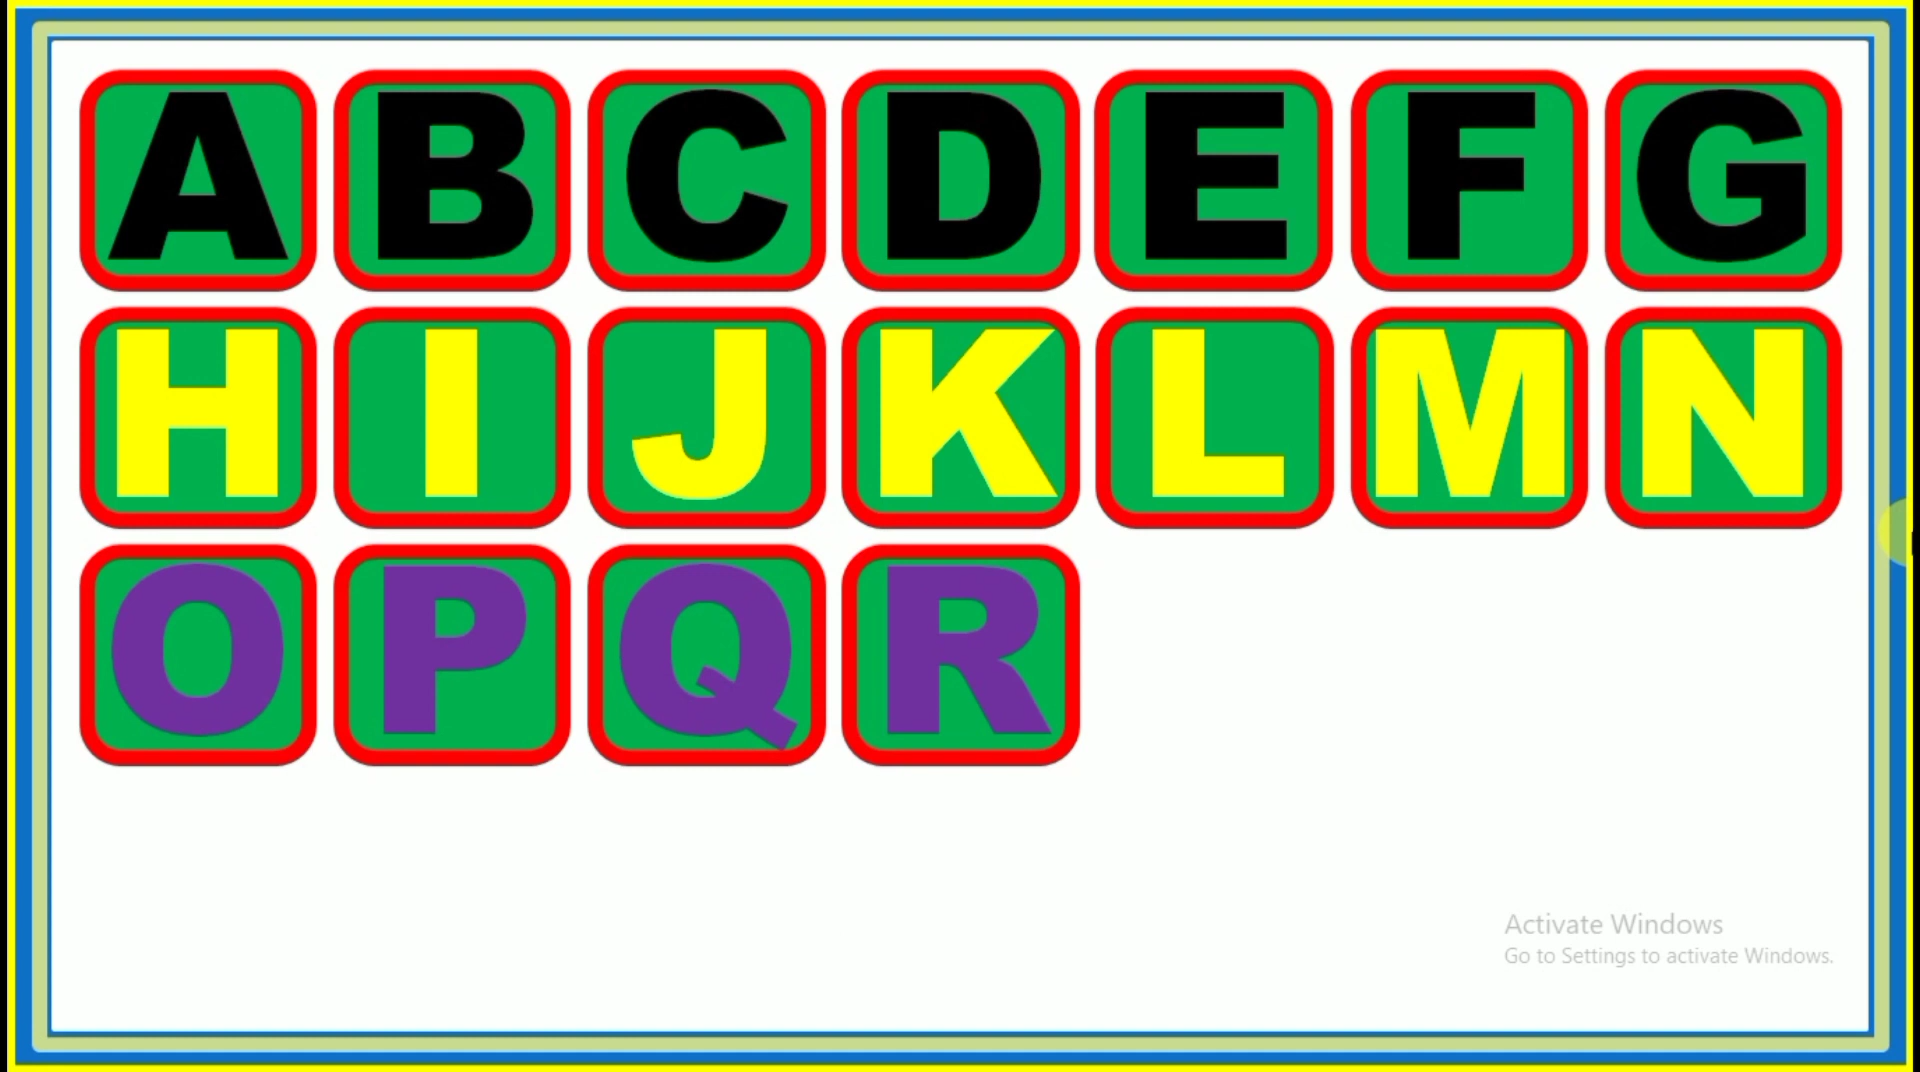 A B C D E F G
H I J K L M N
O P Q R
Activate Windows
Go to Settings to activate Windows.